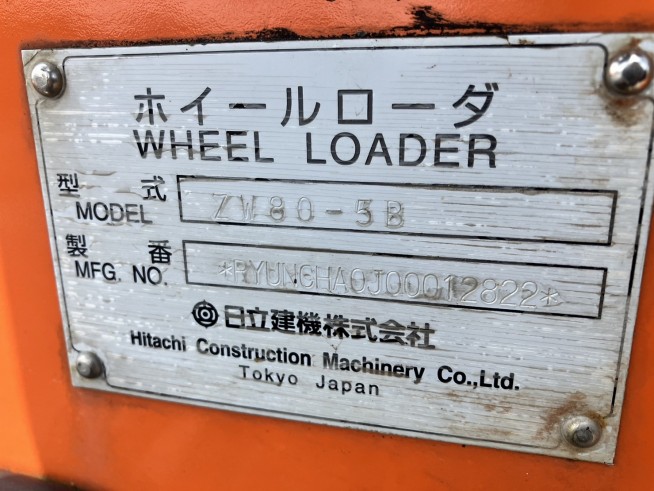 ホイールローダ
WHEEL LOADER
型式 ZW80-5B
MODEL
製番 *RYUNCHA0J00012822*
MFG. NO.
日立建機株式会社
Hitachi Construction Machinery Co.,Ltd.
Tokyo Japan